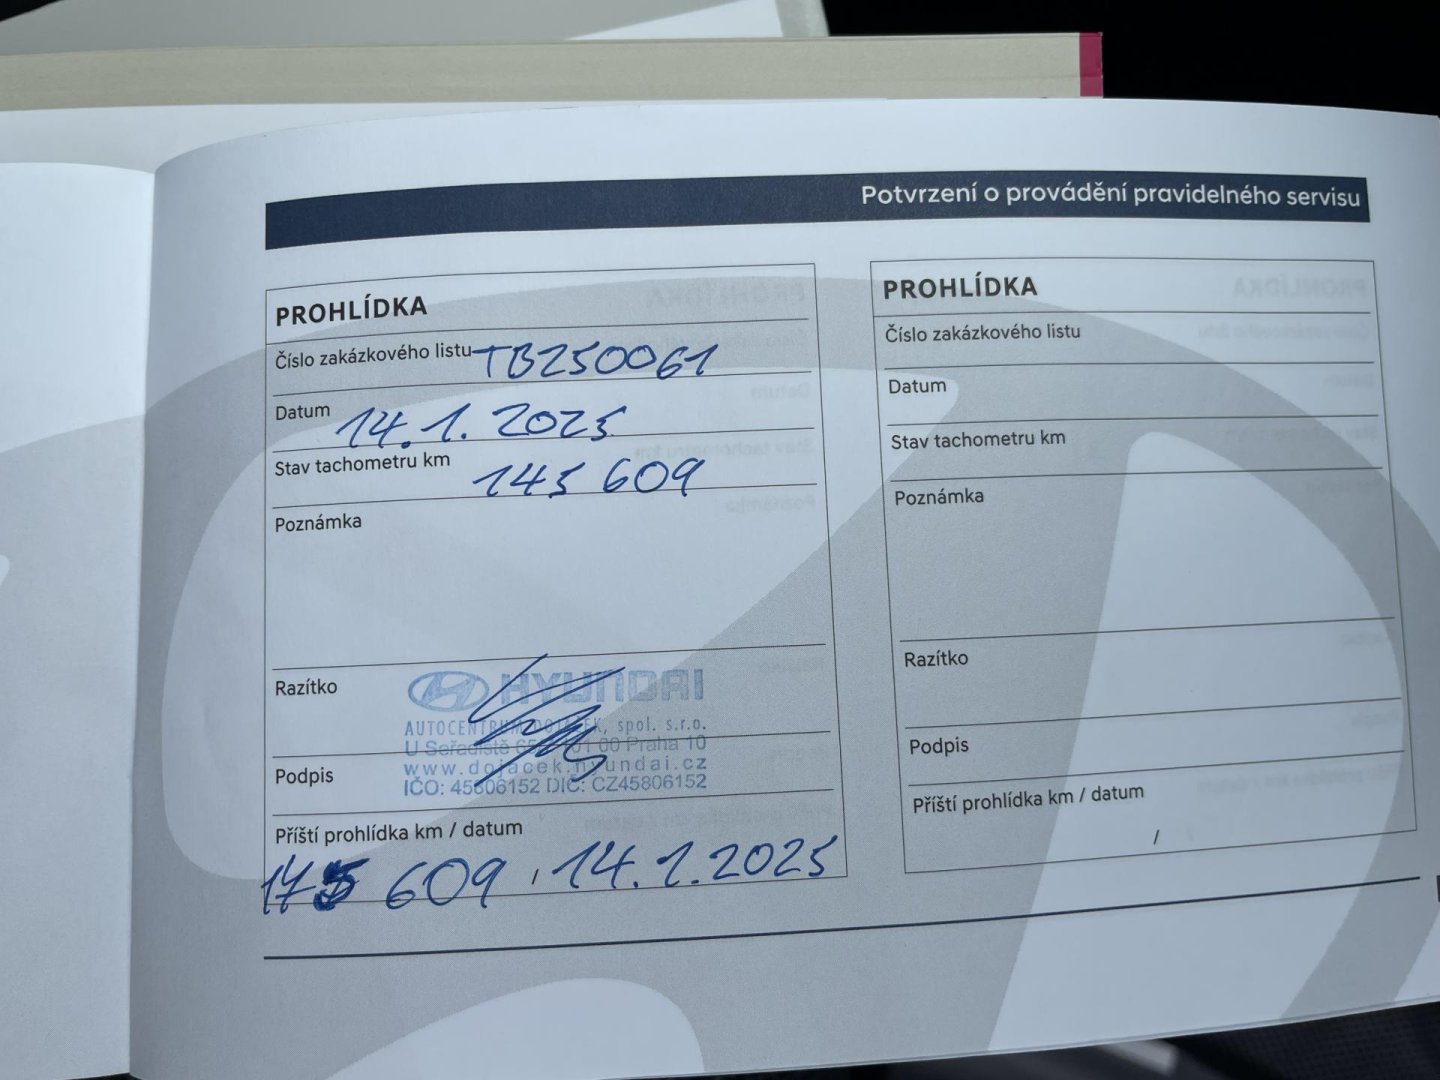 Potvrzení o provádění pravidelného servisu
PROHLÍDKA
Číslo zakázkového listu TB250061
Datum 14.1.2025
Stav tachometru km 145 609
Poznámka
Razítko
HYUNDAI
AUTOCENTRUM DOJÁČEK, spol. s.r.o.
U Seřadiště 00 Praha 10
www.dojacek.hyundai.cz
Podpis
IČO: 45806152 DIČ: CZ45806152
Příští prohlídka km / datum
175 609 / 14.1.2025
PROHLÍDKA
Číslo zakázkového listu
Datum
Stav tachometru km
Poznámka
Razítko
Podpis
Příští prohlídka km / datum
/